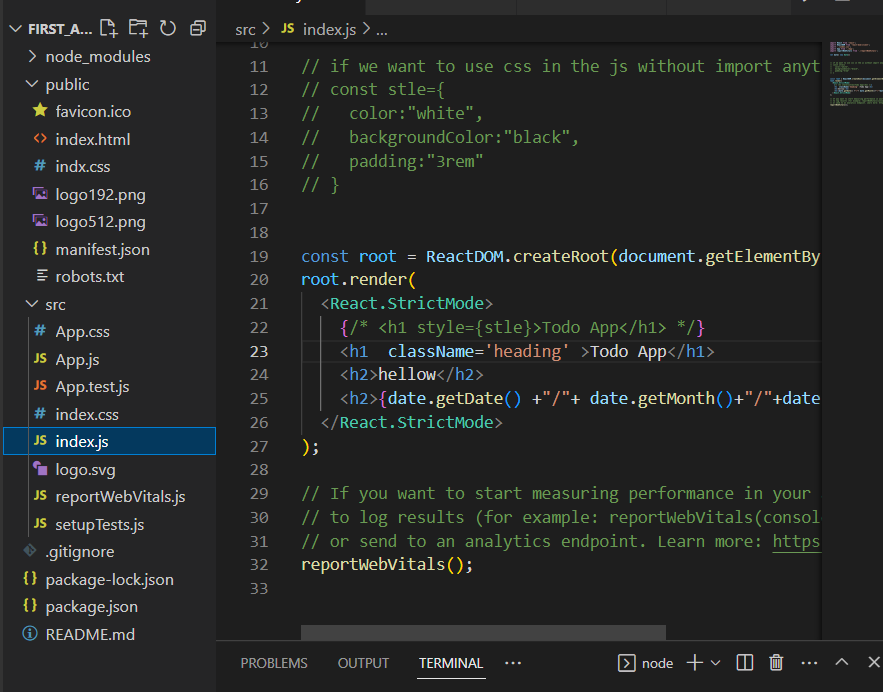 FIRST_A...
node_modules
public
favicon.ico
index.html
indx.css
logo192.png
logo512.png
manifest.json
robots.txt
src
App.css
App.js
App.test.js
index.css
index.js
logo.svg
reportWebVitals.js
setupTests.js
.gitignore
package-lock.json
package.json
README.md
src > JS index.js > ...
10
11 // if we want to use css in the js without import anyt
12 // const stle={
13 //   color:"white",
14 //   backgroundColor:"black",
15 //   padding:"3rem"
16 // }
17
18
19 const root = ReactDOM.createRoot(document.getElementBy
20 root.render(
21   <React.StrictMode>
22     {/* <h1 style={stle}>Todo App</h1> */}
23     <h1  className='heading' >Todo App</h1>
24     <h2>hellow</h2>
25     <h2>{date.getDate() +"/"+ date.getMonth()+"/"+date
26   </React.StrictMode>
27 );
28
29 // If you want to start measuring performance in your
30 // to log results (for example: reportWebVitals(consol
31 // or send to an analytics endpoint. Learn more: https
32 reportWebVitals();
33
PROBLEMS OUTPUT TERMINAL ··· node ···